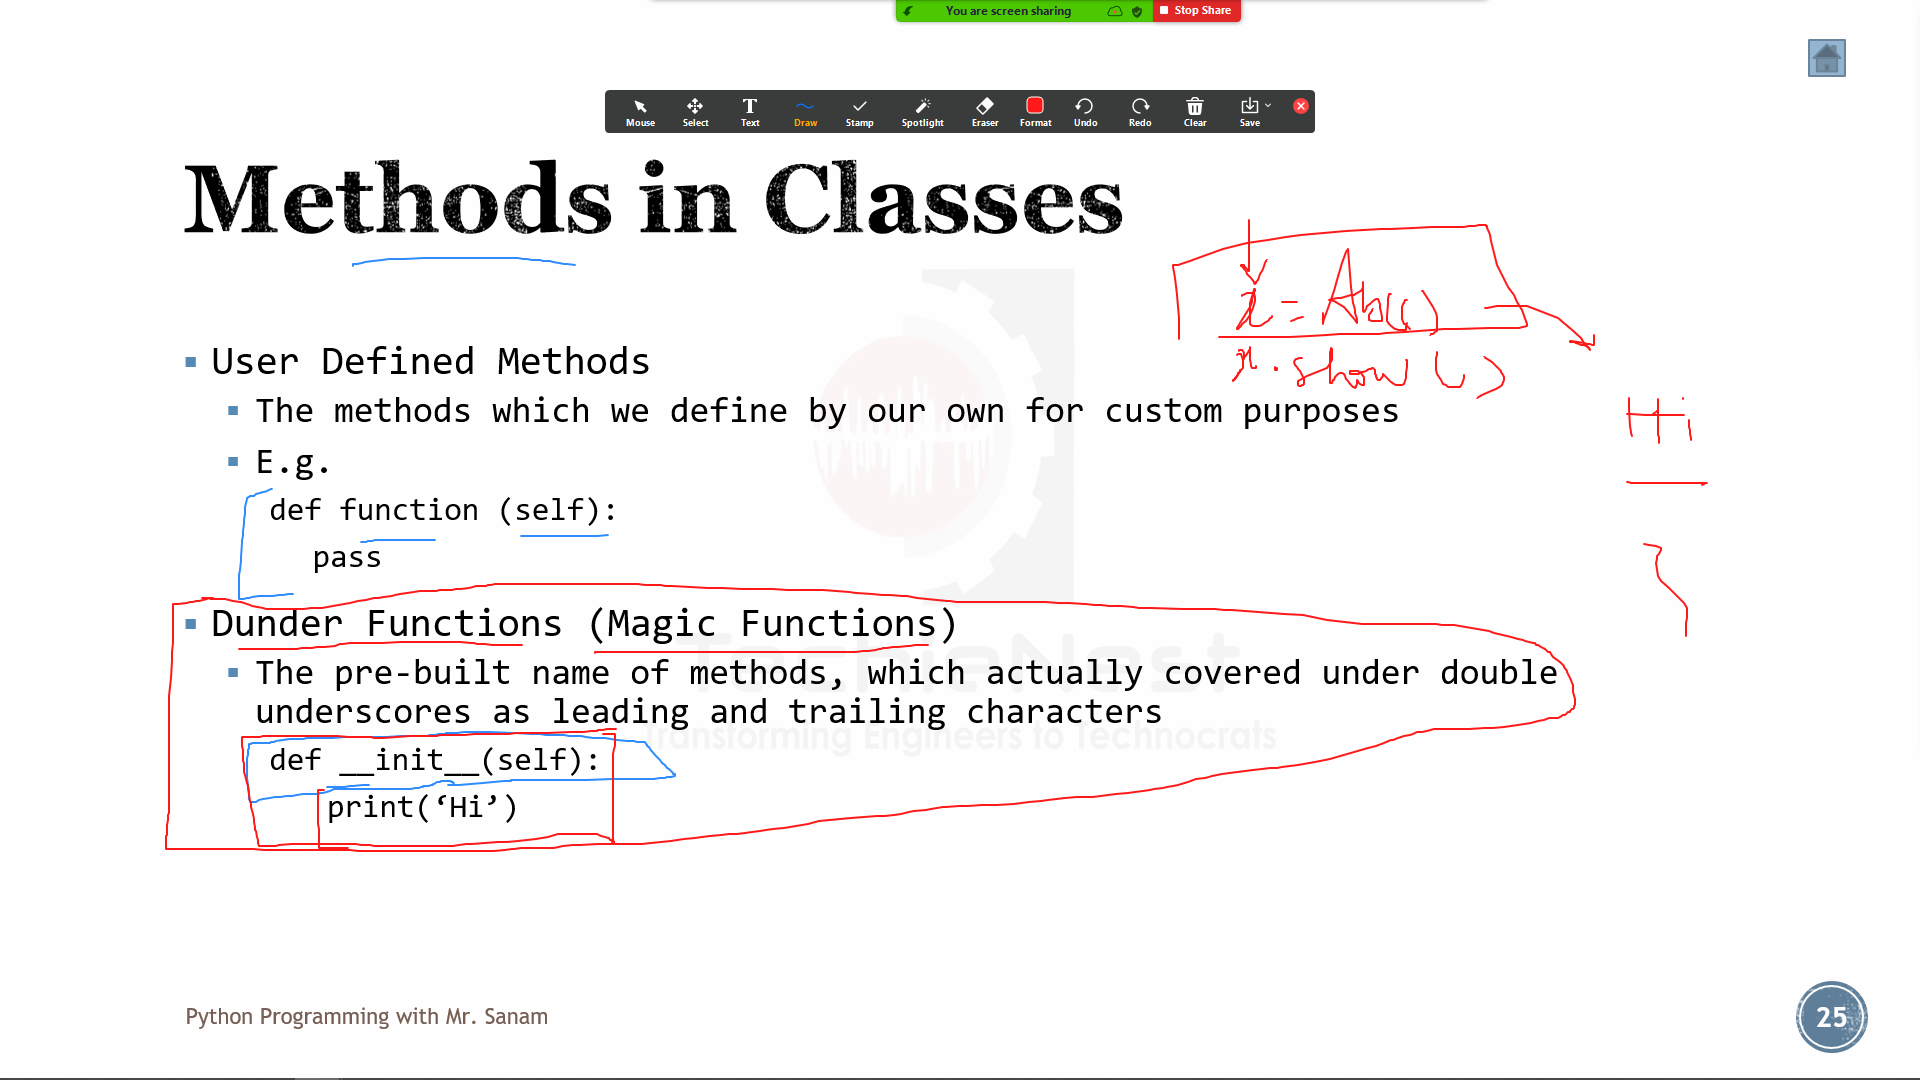 You are screen sharing Stop Share
Mouse Select Text Draw Stamp Spotlight Eraser Format Undo Redo Clear Save
Methods in Classes
x = Abc()
x.show()
User Defined Methods
The methods which we define by our own for custom purposes
Hi
E.g.
def function (self):
pass
Dunder Functions (Magic Functions)
The pre-built name of methods, which actually covered under double
underscores as leading and trailing characters
TechieNest
Transforming Engineers to Technocrats
def __init__(self):
print(‘Hi’)
Python Programming with Mr. Sanam
25